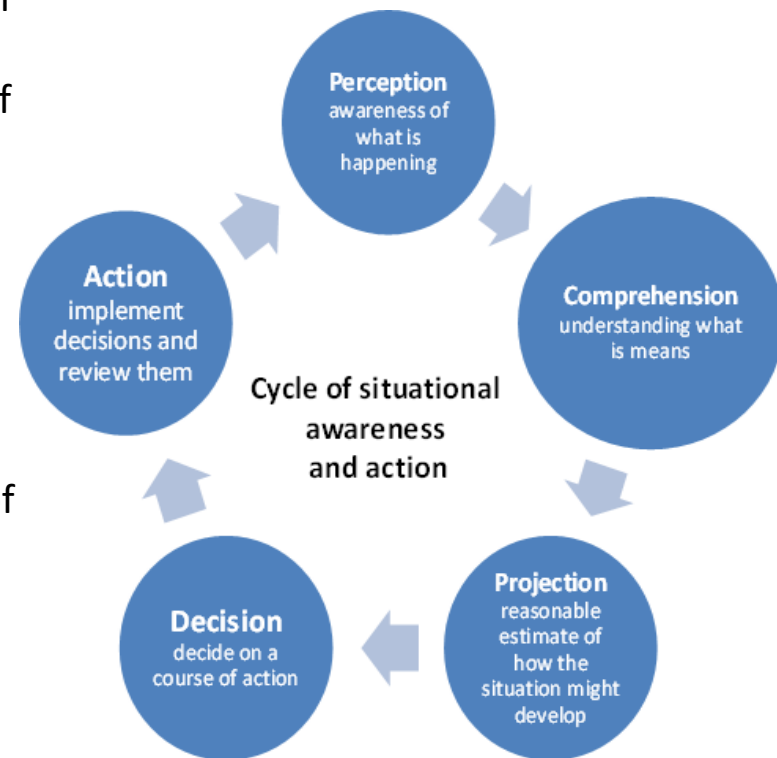 f
f
f
Perception
awareness of
what is
happening
Comprehension
understanding what
is means
Projection
reasonable
estimate of
how the
situation might
develop
Decision
decide on a
course of action
Action
implement
decisions and
review them
Cycle of situational
awareness
and action